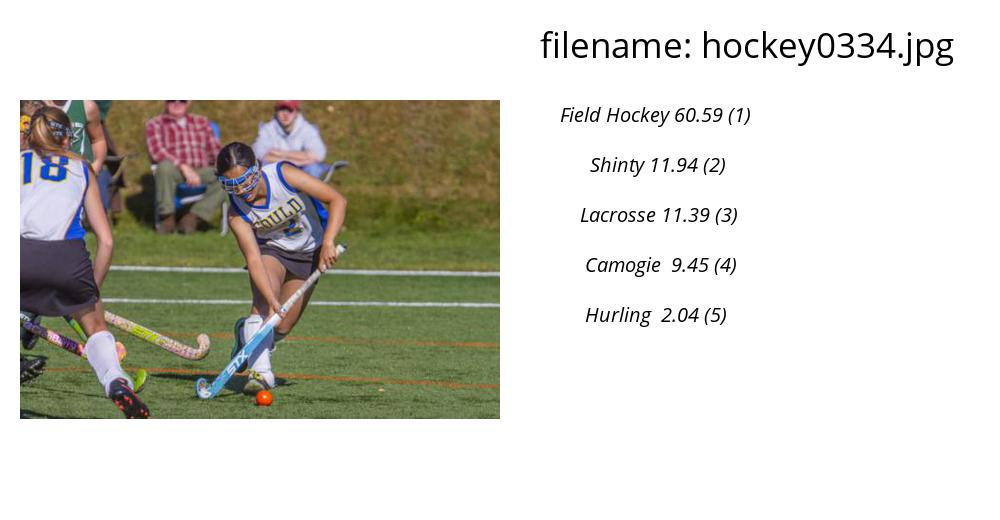 filename: hockey0334.jpg
Field Hockey 60.59 (1)
Shinty 11.94 (2)
Lacrosse 11.39 (3)
Camogie 9.45 (4)
Hurling 2.04 (5)
18
STX